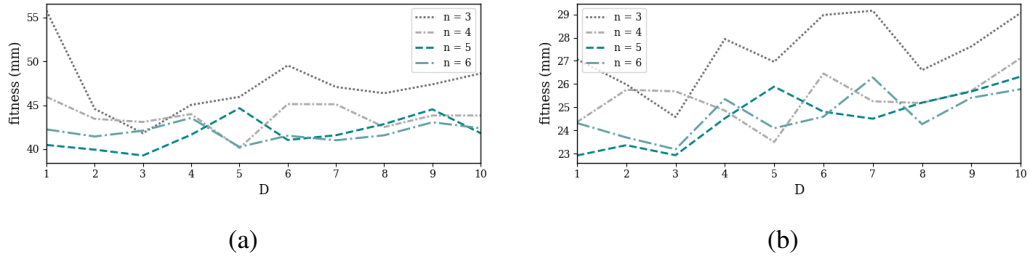 55
50
45
40
fitness (mm)
1 2 3 4 5 6 7 8 9 10
D
n = 3
n = 4
n = 5
n = 6
(a)
29
28
27
26
25
24
23
fitness (mm)
1 2 3 4 5 6 7 8 9 10
D
n = 3
n = 4
n = 5
n = 6
(b)